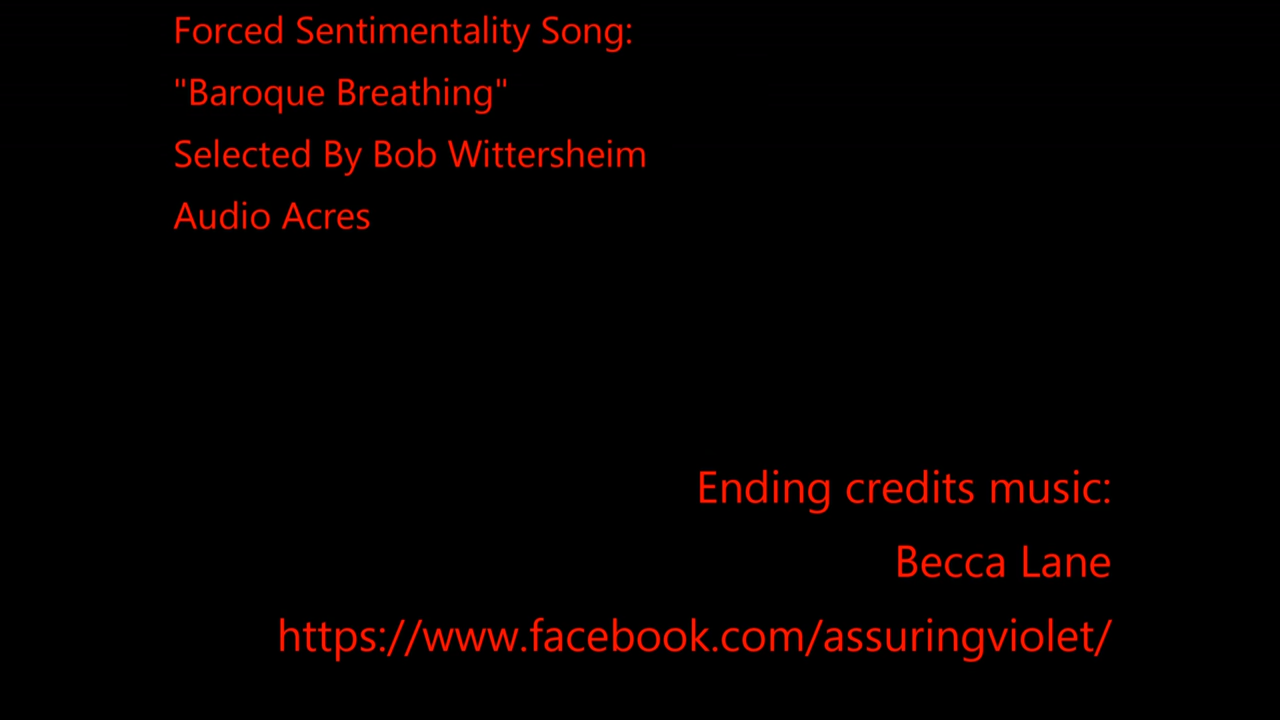 Forced Sentimentality Song:
"Baroque Breathing"
Selected By Bob Wittersheim
Audio Acres
Ending credits music:
Becca Lane
https://www.facebook.com/assuringviolet/